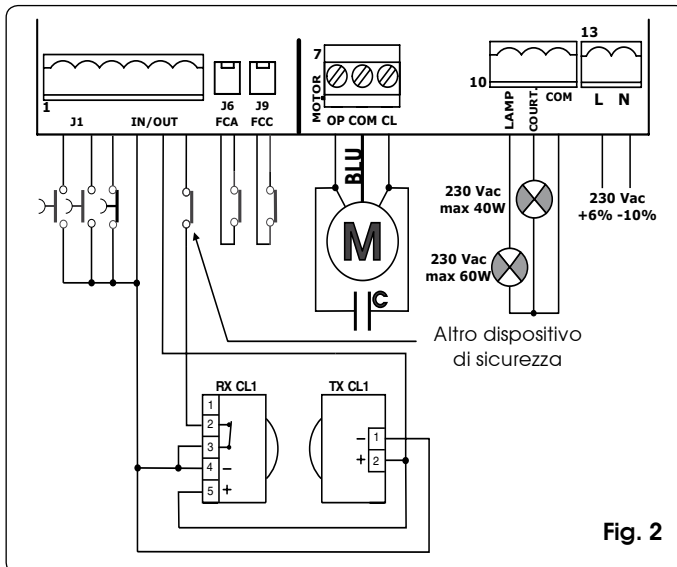 13
7
10
1
J1
IN/OUT
J6
FCA
J9
FCC
MOTOR
OP COM CL
LAMP
COURT.
COM
L N
BLU
230 Vac
max 40W
230 Vac
+6% -10%
M
230 Vac
max 60W
C
Altro dispositivo
di sicurezza
RX CL1
TX CL1
1
2
3
4 –
5 +
– 1
+ 2
Fig. 2